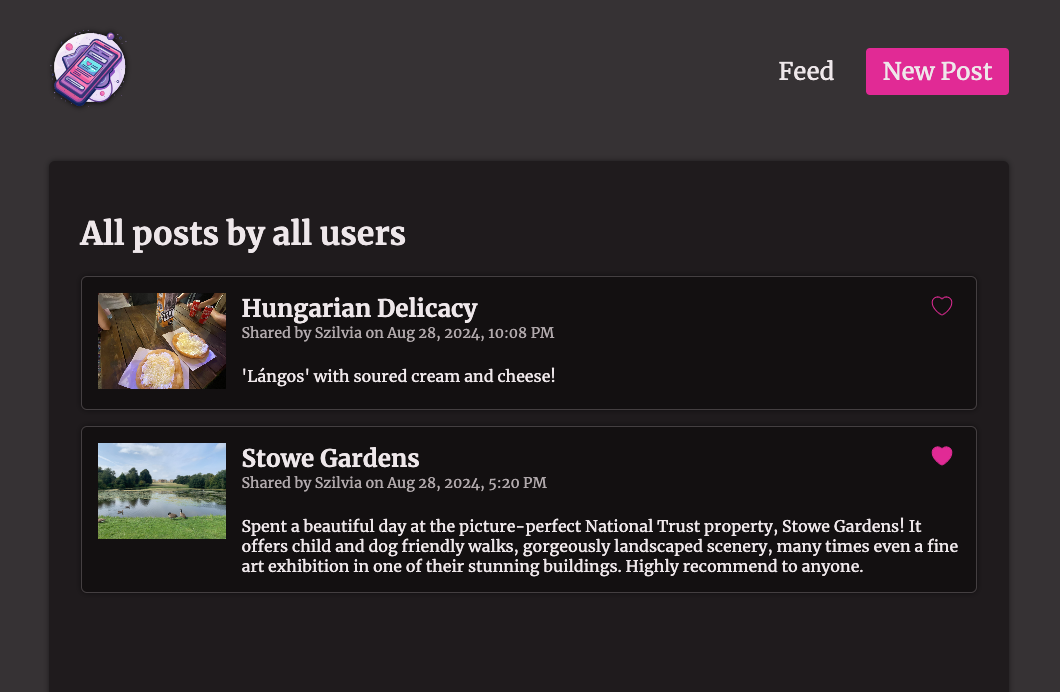 Feed
New Post
All posts by all users
Hungarian Delicacy
Shared by Szilvia on Aug 28, 2024, 10:08 PM
'Lángos' with soured cream and cheese!
Stowe Gardens
Shared by Szilvia on Aug 28, 2024, 5:20 PM
Spent a beautiful day at the picture-perfect National Trust property, Stowe Gardens! It
offers child and dog friendly walks, gorgeously landscaped scenery, many times even a fine
art exhibition in one of their stunning buildings. Highly recommend to anyone.